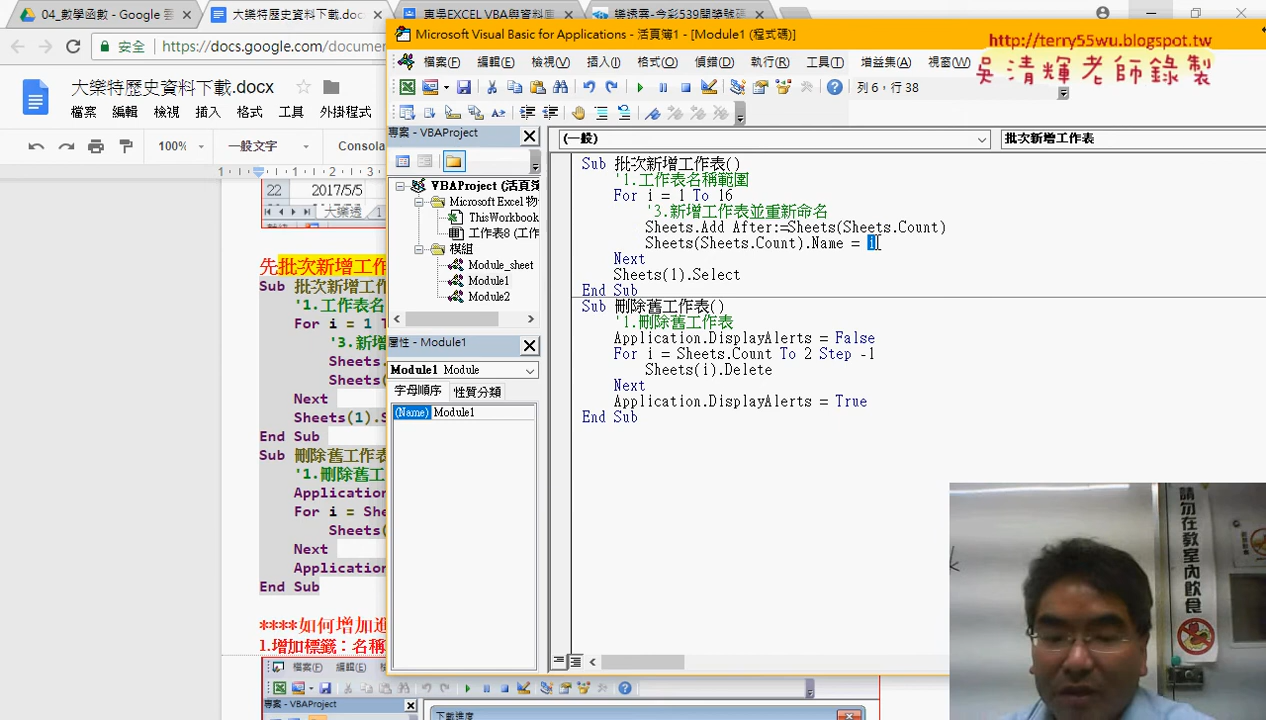 04_數學函數 - Google 雲
大樂特歷史資料下載.doc
東吳EXCEL VBA與資料庫
樂透雲-今彩539開獎號碼
安全
https://docs.google.com/documen
大樂特歷史資料下載.docx
檔案 編輯 檢視 插入 格式 工具 外掛程式
100% 一般文字 Consola
22 2017/5/5
大樂透
先批次新增工作
Sub 批次新增工作
'1.工作表名
For i = 1 T
'3.新增
Sheets.
Sheets(
Next
Sheets(1).S
End Sub
Sub 刪除舊工作表
'1.刪除舊工
Application
For i = She
Sheets(
Next
Application
End Sub
****如何增加進
1.增加標籤：名稱
檔案(F) 編輯(E)
下載進度
Microsoft Visual Basic for Applications - 活頁簿1 - [Module1 (程式碼)]
http://terry55wu.blogspot.tw
吳清輝老師錄製
檔案(F) 編輯(E) 檢視(V) 插入(I) 格式(O) 偵錯(D) 執行(R) 工具(T) 增益集(A) 視窗(W)
列 6, 行 38
專案 - VBAProject
VBAProject (活頁簿
Microsoft Excel 物
ThisWorkbook
工作表8 (工作
模組
Module_sheet
Module1
Module2
屬性 - Module1
Module1 Module
字母順序 性質分類
(Name) Module1
(一般)
批次新增工作表
Sub 批次新增工作表()
'1.工作表名稱範圍
For i = 1 To 16
'3.新增工作表並重新命名
Sheets.Add After:=Sheets(Sheets.Count)
Sheets(Sheets.Count).Name = i
Next
Sheets(1).Select
End Sub
Sub 刪除舊工作表()
'1.刪除舊工作表
Application.DisplayAlerts = False
For i = Sheets.Count To 2 Step -1
Sheets(i).Delete
Next
Application.DisplayAlerts = True
End Sub
請勿在教室內飲食